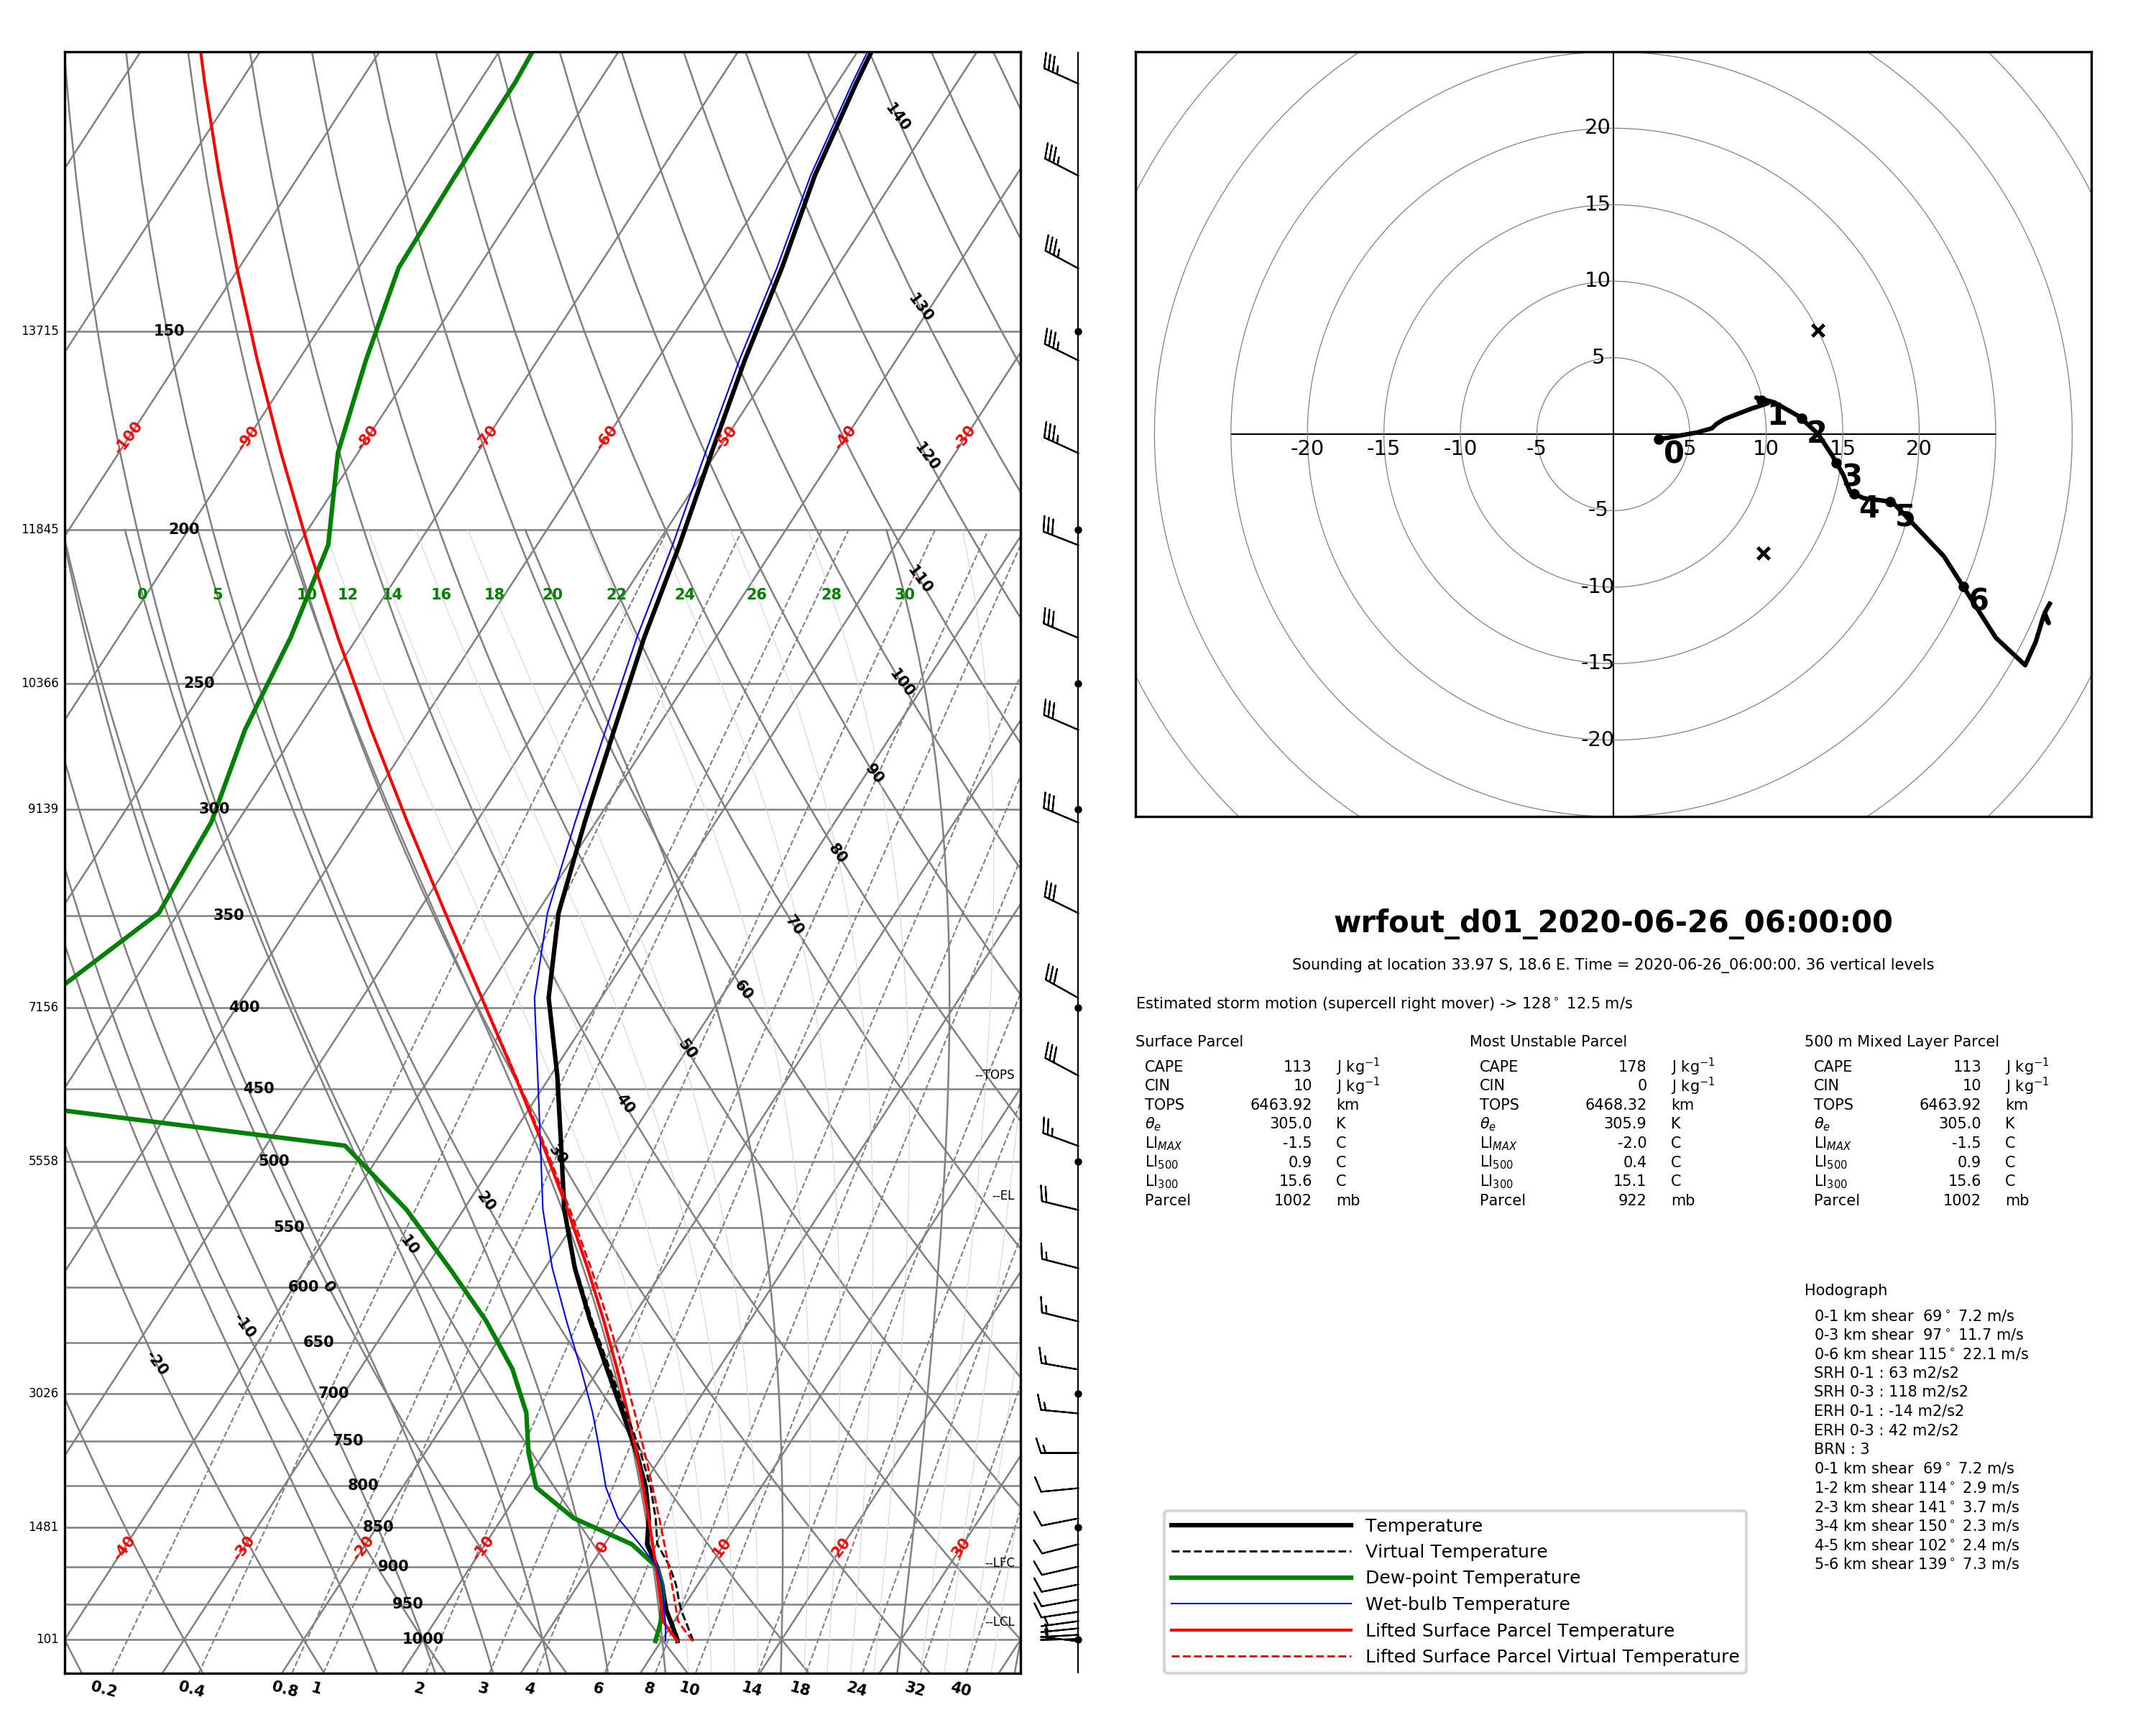 140
130
120
110
100
90
80
70
60
50
40
30
20
10
0
-10
-20
13715 150
-100 -90 -80 -70 -60 -50 -40 -30
11845 200
0 5 10 12 14 16 18 20 22 24 26 28 30
10366 250
9139 300
350
7156 400
--TOPS
450
5558 500
--EL
550
600
650
3026 700
750
800
1481 850
-40 -30 -20 -10 0 10 20 30
900 --LFC
950
--LCL
101 1000
0.2 0.4 0.8 1 2 3 4 6 8 10 14 18 24 32 40
20
15
10
5
-20 -15 -10 -5 5 10 15 20
-5
-10
-15
-20
0 1 2 3 4 5 6
wrfout_d01_2020-06-26_06:00:00
Sounding at location 33.97 S, 18.6 E. Time = 2020-06-26_06:00:00. 36 vertical levels
Estimated storm motion (supercell right mover) -> 128° 12.5 m/s
Surface Parcel
CAPE 113 J kg⁻¹
CIN 10 J kg⁻¹
TOPS 6463.92 km
θₑ 305.0 K
LI_MAX -1.5 C
LI₅₀₀ 0.9 C
LI₃₀₀ 15.6 C
Parcel 1002 mb
Most Unstable Parcel
CAPE 178 J kg⁻¹
CIN 0 J kg⁻¹
TOPS 6468.32 km
θₑ 305.9 K
LI_MAX -2.0 C
LI₅₀₀ 0.4 C
LI₃₀₀ 15.1 C
Parcel 922 mb
500 m Mixed Layer Parcel
CAPE 113 J kg⁻¹
CIN 10 J kg⁻¹
TOPS 6463.92 km
θₑ 305.0 K
LI_MAX -1.5 C
LI₅₀₀ 0.9 C
LI₃₀₀ 15.6 C
Parcel 1002 mb
Hodograph
0-1 km shear 69° 7.2 m/s
0-3 km shear 97° 11.7 m/s
0-6 km shear 115° 22.1 m/s
SRH 0-1 : 63 m2/s2
SRH 0-3 : 118 m2/s2
ERH 0-1 : -14 m2/s2
ERH 0-3 : 42 m2/s2
BRN : 3
0-1 km shear 69° 7.2 m/s
1-2 km shear 114° 2.9 m/s
2-3 km shear 141° 3.7 m/s
3-4 km shear 150° 2.3 m/s
4-5 km shear 102° 2.4 m/s
5-6 km shear 139° 7.3 m/s
Temperature
Virtual Temperature
Dew-point Temperature
Wet-bulb Temperature
Lifted Surface Parcel Temperature
Lifted Surface Parcel Virtual Temperature